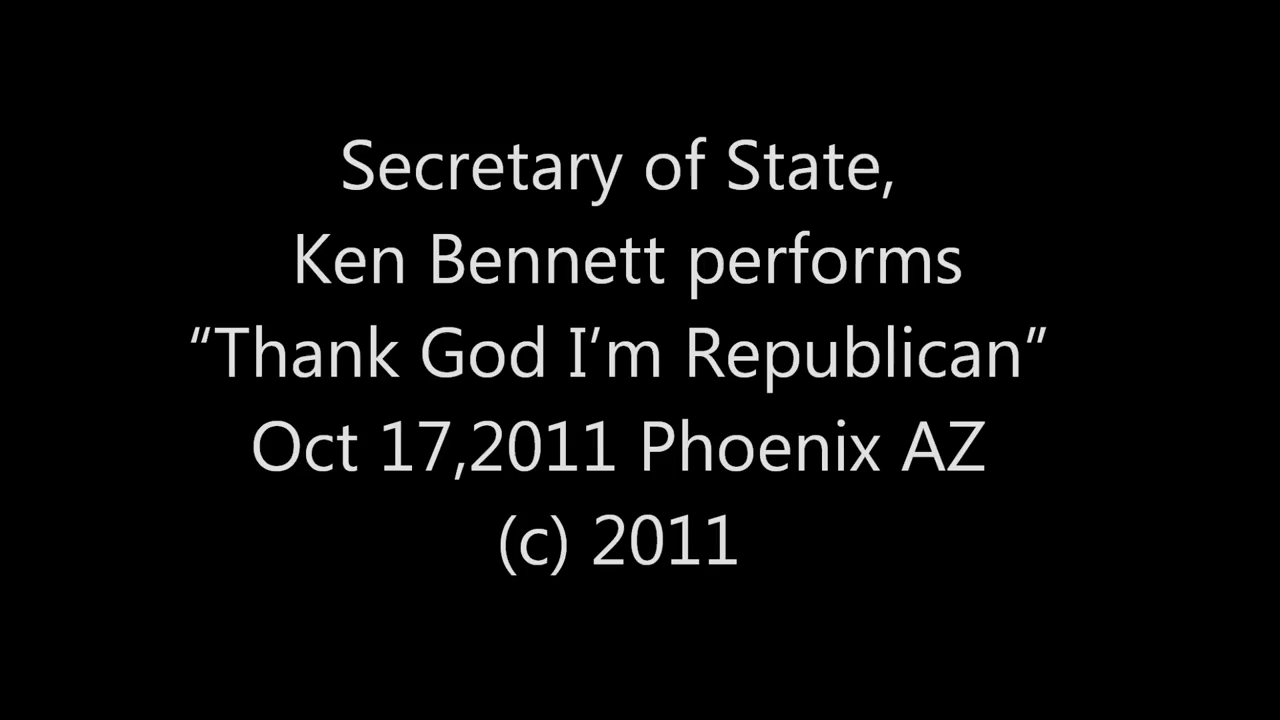 Secretary of State,
Ken Bennett performs
“Thank God I’m Republican”
Oct 17,2011 Phoenix AZ
(c) 2011